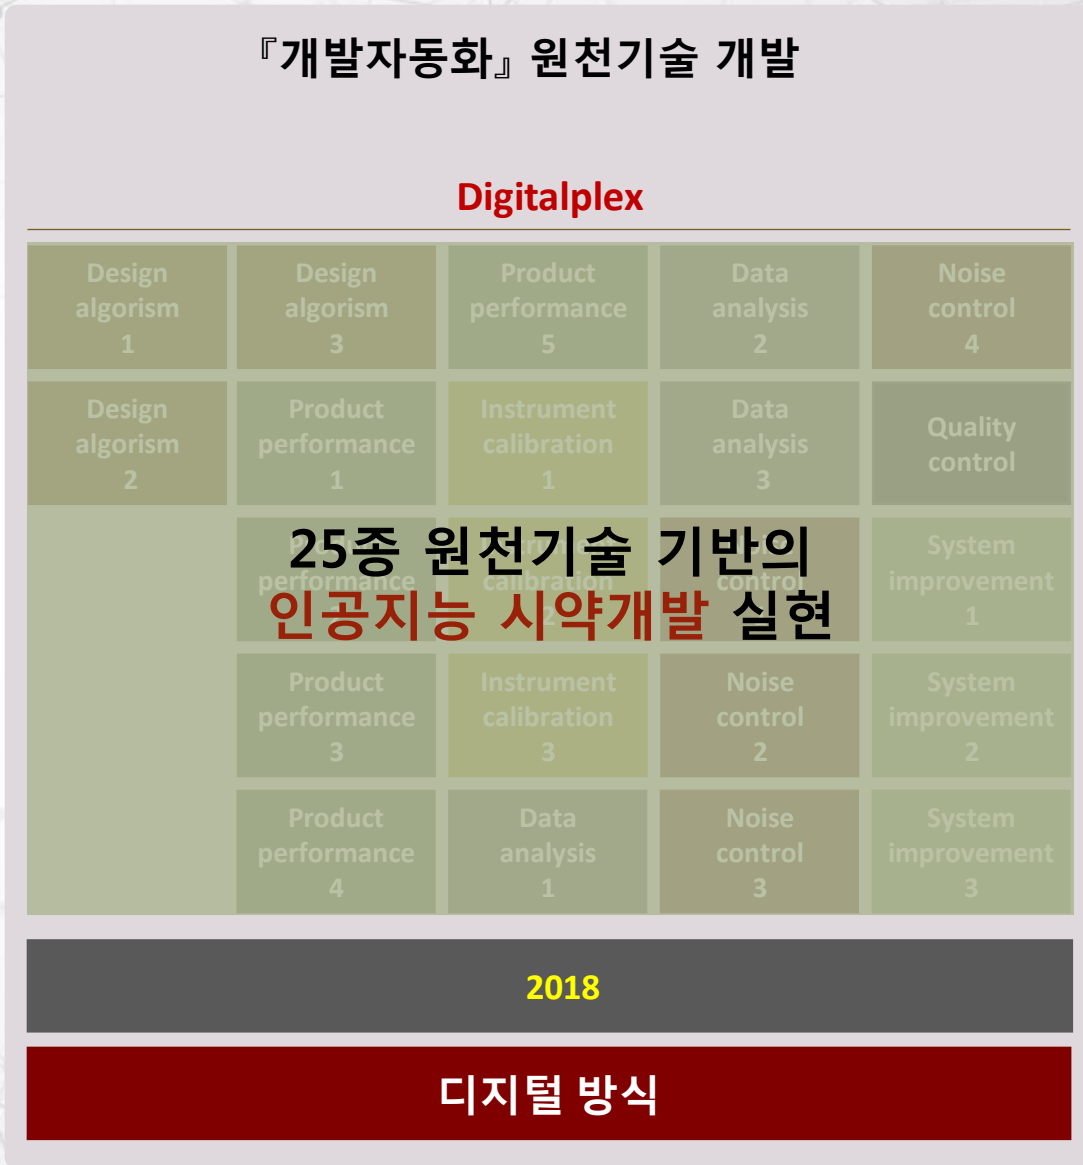 『개발자동화』 원천기술 개발
Digitalplex
Design
algorism
1
Design
algorism
3
Product
performance
5
Data
analysis
2
Noise
control
4
Design
algorism
2
Product
performance
1
Instrument
calibration
1
Data
analysis
3
Quality
control
25종 원천기술 기반의
인공지능 시약개발 실현
performance
calibration
2
control
System
improvement
1
Product
performance
3
Instrument
calibration
3
Noise
control
2
System
improvement
2
Product
performance
4
Data
analysis
1
Noise
control
3
System
improvement
3
2018
디지털 방식